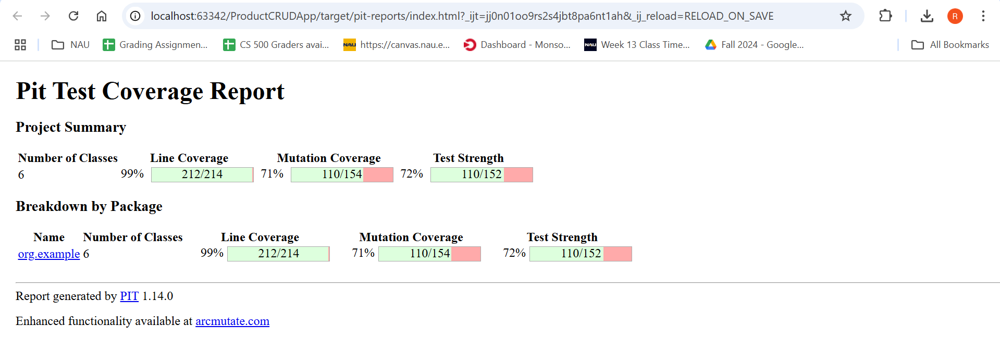 localhost:63342/ProductCRUDApp/target/pit-reports/index.html?_ijt=jj0n01oo9rs2s4jbt8pa6nt1ah&_ij_reload=RELOAD_ON_SAVE
R
NAU Grading Assignmen... CS 500 Graders avai... NAU https://canvas.nau.e... Dashboard - Monso... NAU Week 13 Class Time... Fall 2024 - Google... All Bookmarks
Pit Test Coverage Report
Project Summary
Number of Classes Line Coverage Mutation Coverage Test Strength
6 99% 212/214 71% 110/154 72% 110/152
Breakdown by Package
Name Number of Classes Line Coverage Mutation Coverage Test Strength
org.example 6 99% 212/214 71% 110/154 72% 110/152
Report generated by PIT 1.14.0
Enhanced functionality available at arcmutate.com